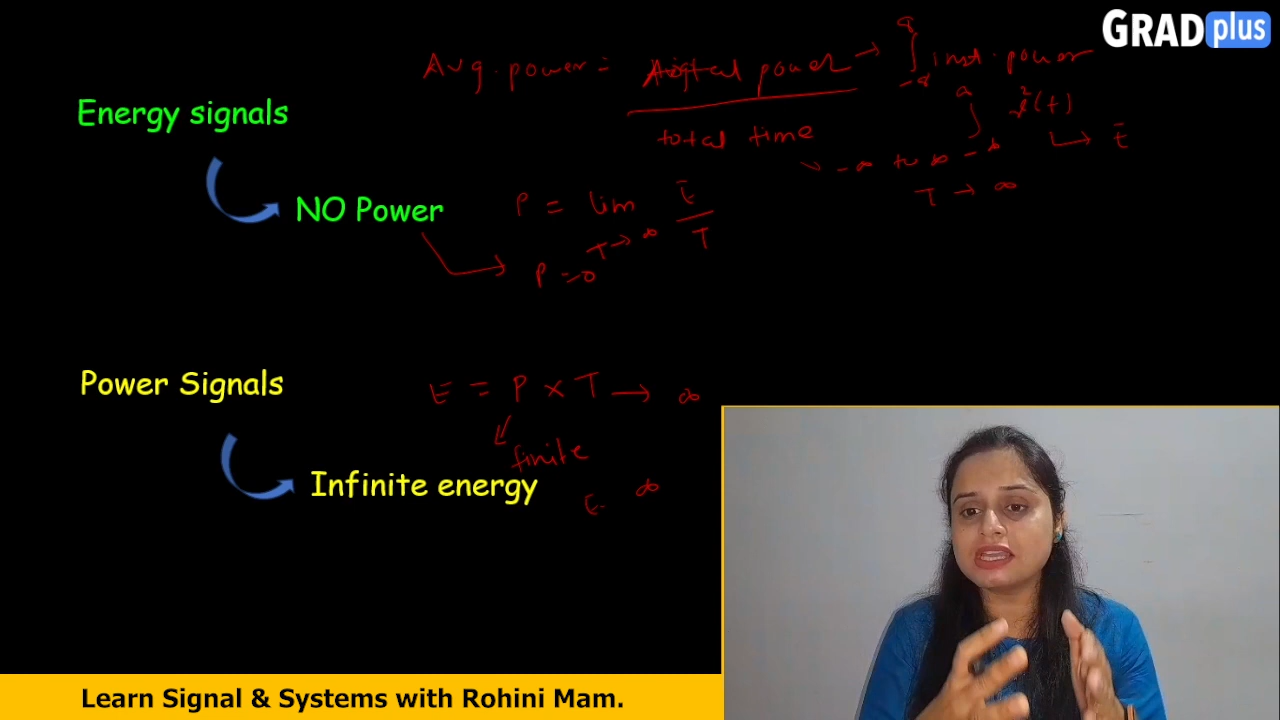 GRADplus
Avg. power = total power → ∫ inst. power
total time
x²(t)
↳ E
-∞ to ∞
T → ∞
Energy signals
NO Power
P = lim E
T→∞ T
P = 0
Power Signals
E = P × T → ∞
finite
Infinite energy
E ∞
Learn Signal & Systems with Rohini Mam.